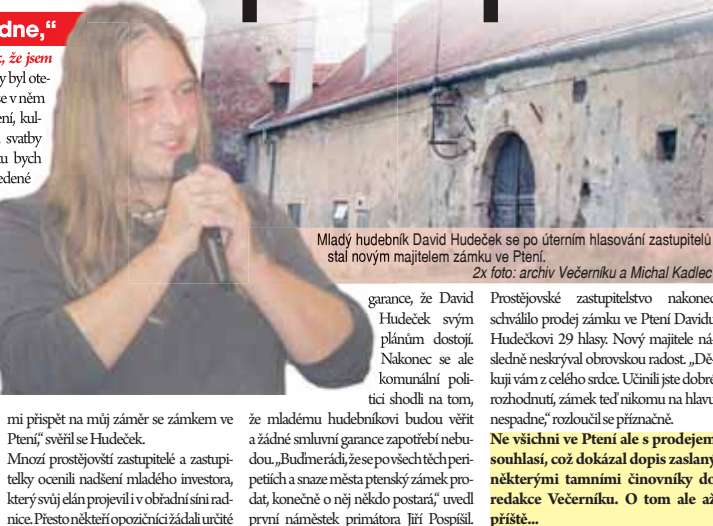 dne,“
že jsem
y byl ote-
se v něm
ení, kul-
svatby
u bych
edené
Mladý hudebník David Hudeček se po úterním hlasování zastupitelů
stal novým majitelem zámku ve Ptení.
2x foto: archiv Večerníku a Michal Kadlec
mi přispět na můj záměr se zámkem ve
Ptení,“ svěřil se Hudeček.
Mnozí prostějovští zastupitelé a zastupi-
telky ocenili nadšení mladého investora,
který svůj elán projevil i v obřadní síni rad-
nice. Přesto někteří opozičníci žádali určité
garance, že David
Hudeček svým
plánům dostojí.
Nakonec se ale
komunální poli-
tici shodli na tom,
že mladému hudebníkovi budou věřit
a žádné smluvní garance zapotřebí nebu-
dou. „Buďme rádi, že se po všech těch peri-
petiích a snaze města ptenský zámek pro-
dat, konečně o něj někdo postará,“ uvedl
první náměstek primátora Jiří Pospíšil.
Prostějovské zastupitelstvo nakonec
schválilo prodej zámku ve Ptení Davidu
Hudečkovi 29 hlasy. Nový majitele ná-
sledně neskrýval obrovskou radost. „Dě-
kuji vám z celého srdce. Učinili jste dobré
rozhodnutí, zámek teď nikomu na hlavu
nespadne,“ rozloučil se příznačně.
Ne všichni ve Ptení ale s prodejem
souhlasí, což dokázal dopis zaslaný
některými tamními činovníky do
redakce Večerníku. O tom ale až
příště...